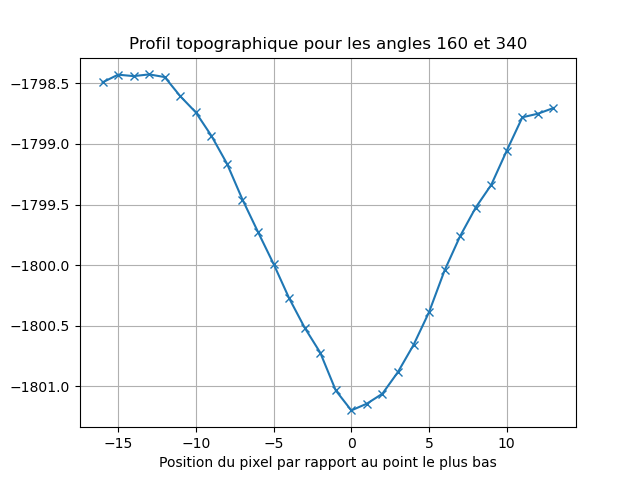 Profil topographique pour les angles 160 et 340
−1798.5
−1799.0
−1799.5
−1800.0
−1800.5
−1801.0
−15 −10 −5 0 5 10
Position du pixel par rapport au point le plus bas